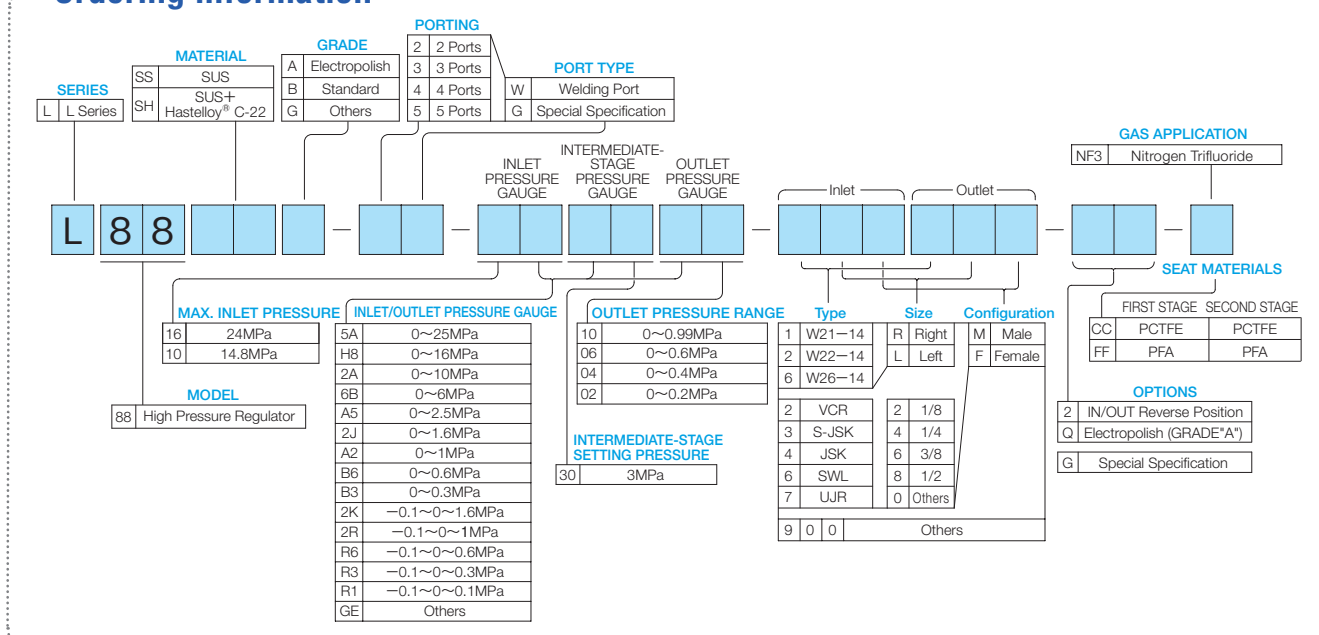 Ordering Information
PORTING
2 2 Ports
3 3 Ports
4 4 Ports
5 5 Ports
GRADE
A Electropolish
B Standard
G Others
MATERIAL
SS SUS
SH SUS+ Hastelloy® C-22
SERIES
L L Series
PORT TYPE
W Welding Port
G Special Specification
GAS APPLICATION
NF3 Nitrogen Trifluoride
INLET
PRESSURE
GAUGE
INTERMEDIATE-
STAGE
PRESSURE
GAUGE
OUTLET
PRESSURE
GAUGE
Inlet
Outlet
L 8 8 — — — — —
MAX. INLET PRESSURE
16 24MPa
10 14.8MPa
MODEL
88 High Pressure Regulator
INLET/OUTLET PRESSURE GAUGE
5A 0～25MPa
H8 0～16MPa
2A 0～10MPa
6B 0～6MPa
A5 0～2.5MPa
2J 0～1.6MPa
A2 0～1MPa
B6 0～0.6MPa
B3 0～0.3MPa
2K −0.1～0～1.6MPa
2R −0.1～0～1MPa
R6 −0.1～0～0.6MPa
R3 −0.1～0～0.3MPa
R1 −0.1～0～0.1MPa
GE Others
OUTLET PRESSURE RANGE
10 0～0.99MPa
06 0～0.6MPa
04 0～0.4MPa
02 0～0.2MPa
INTERMEDIATE-STAGE
SETTING PRESSURE
30 3MPa
Type Size Configuration
1 W21−14 R Right M Male
2 W22−14 L Left F Female
6 W26−14
2 VCR 2 1/8
3 S-JSK 4 1/4
4 JSK 6 3/8
6 SWL 8 1/2
7 UJR 0 Others
9 0 0 Others
SEAT MATERIALS
FIRST STAGE SECOND STAGE
CC PCTFE PCTFE
FF PFA PFA
OPTIONS
2 IN/OUT Reverse Position
Q Electropolish (GRADE"A")
G Special Specification